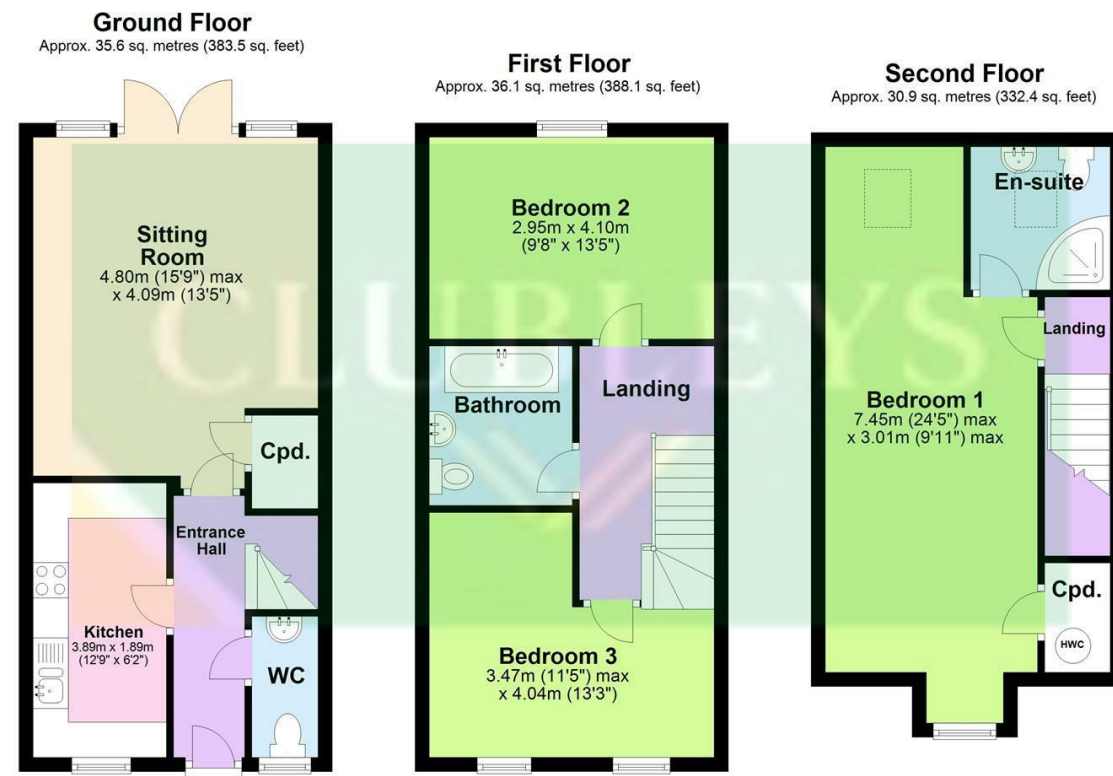 Ground Floor
Approx. 35.6 sq. metres (383.5 sq. feet)
Sitting
Room
4.80m (15'9") max
x 4.09m (13'5")
Cpd.
Entrance
Hall
Kitchen
3.89m x 1.89m
(12'9" x 6'2")
WC
First Floor
Approx. 36.1 sq. metres (388.1 sq. feet)
Bedroom 2
2.95m x 4.10m
(9'8" x 13'5")
Bathroom
Landing
Bedroom 3
3.47m (11'5") max
x 4.04m (13'3")
Second Floor
Approx. 30.9 sq. metres (332.4 sq. feet)
En-suite
Landing
Bedroom 1
7.45m (24'5") max
x 3.01m (9'11") max
Cpd.
HWC
CLUBLEYS